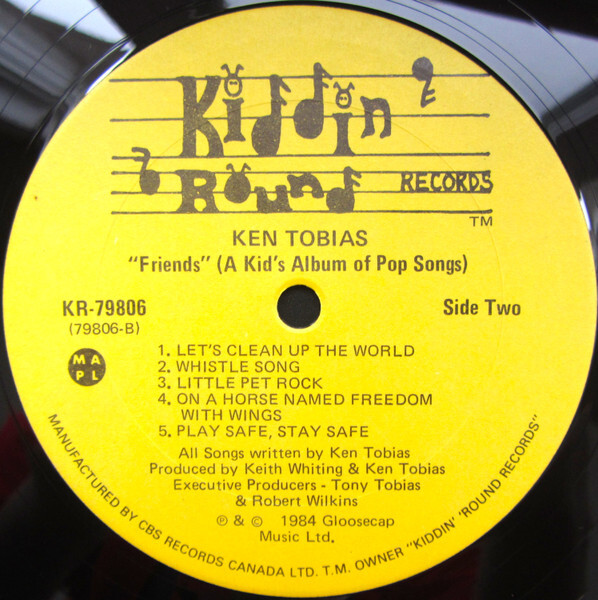 Kiddin
Round RECORDS
TM
KEN TOBIAS
"Friends" (A Kid's Album of Pop Songs)
KR-79806
(79806-B)
Side Two
MA
PL
1. LET'S CLEAN UP THE WORLD
2. WHISTLE SONG
3. LITTLE PET ROCK
4. ON A HORSE NAMED FREEDOM
WITH WINGS
5. PLAY SAFE, STAY SAFE
All Songs written by Ken Tobias
Produced by Keith Whiting & Ken Tobias
Executive Producers - Tony Tobias
& Robert Wilkins
℗ & © 1984 Gloosecap
Music Ltd.
MANUFACTURED BY CBS RECORDS CANADA LTD. T.M. OWNER "KIDDIN' 'ROUND RECORDS"